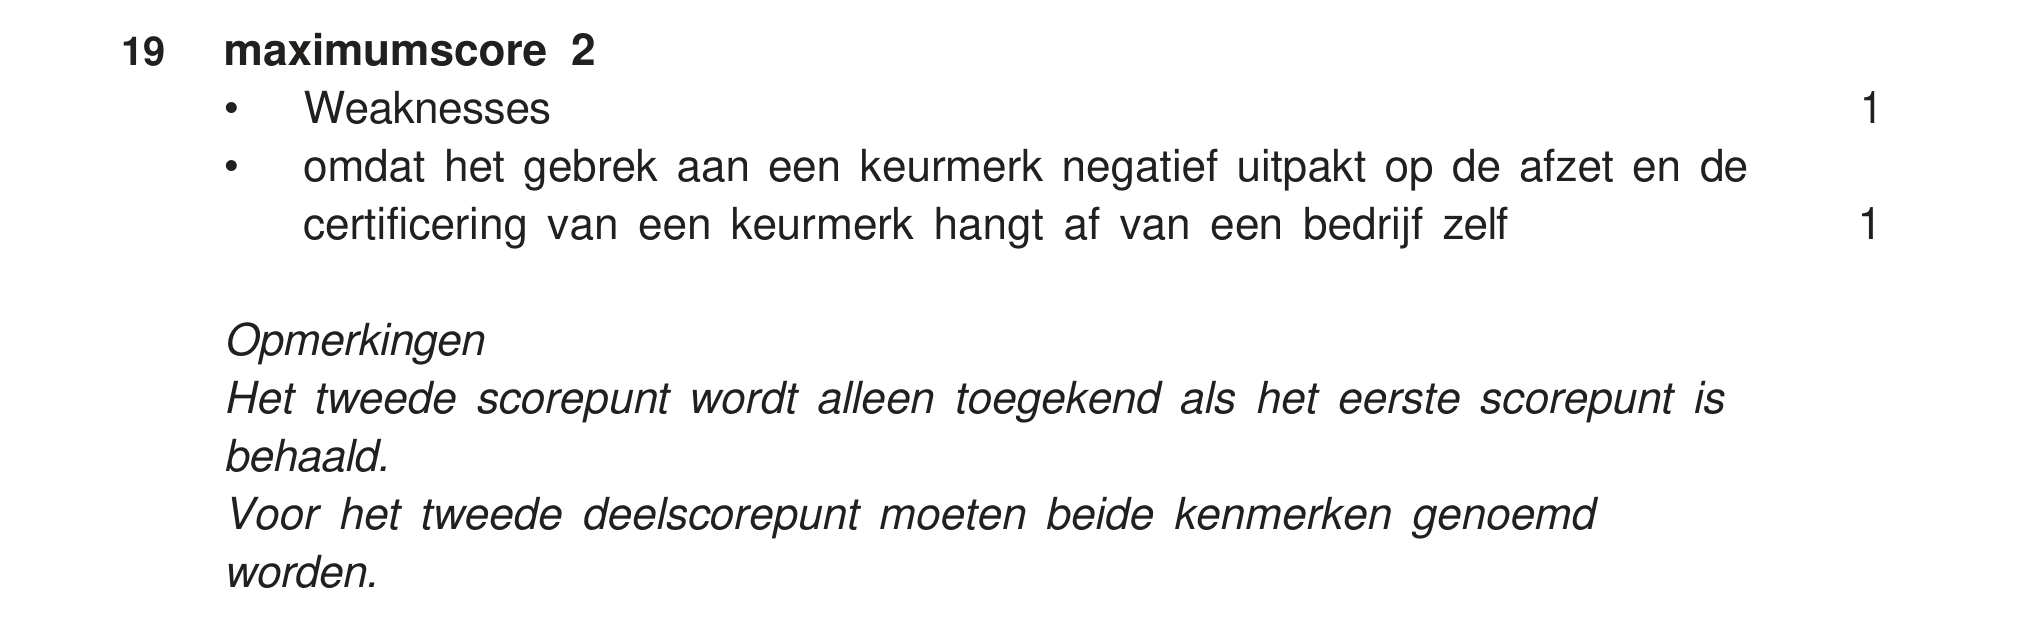 19 maximumscore 2
• Weaknesses 1
• omdat het gebrek aan een keurmerk negatief uitpakt op de afzet en de
certificering van een keurmerk hangt af van een bedrijf zelf 1
Opmerkingen
Het tweede scorepunt wordt alleen toegekend als het eerste scorepunt is
behaald.
Voor het tweede deelscorepunt moeten beide kenmerken genoemd
worden.